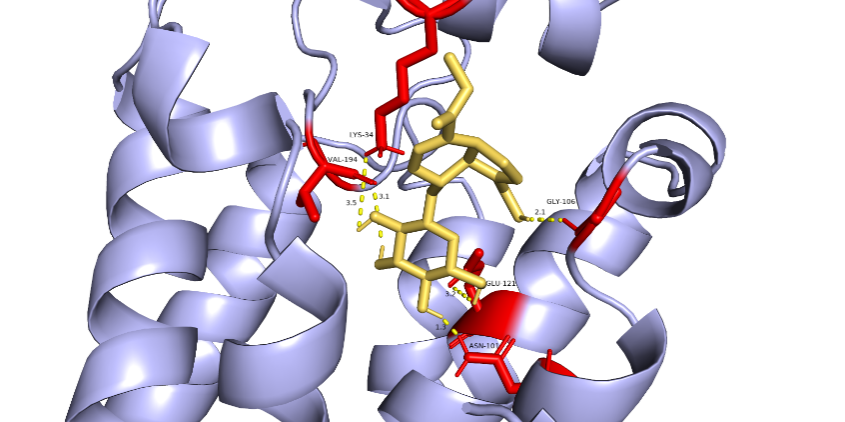 LYS-34
VAL-194
3.5
3.1
GLY-106
2.1
GLU-121
ASN-101